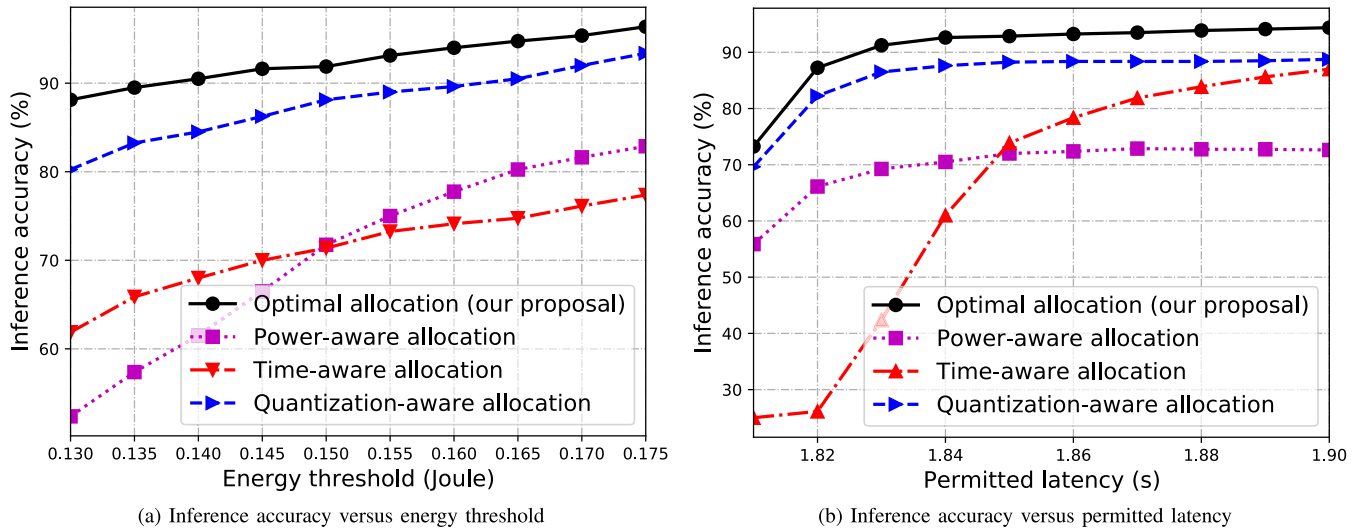 Inference accuracy (%)
90
80
70
60
Optimal allocation (our proposal)
Power-aware allocation
Time-aware allocation
Quantization-aware allocation
0.130 0.135 0.140 0.145 0.150 0.155 0.160 0.165 0.170 0.175
Energy threshold (Joule)
(a) Inference accuracy versus energy threshold
Inference accuracy (%)
90
80
70
60
50
40
30
Optimal allocation (our proposal)
Power-aware allocation
Time-aware allocation
Quantization-aware allocation
1.82 1.84 1.86 1.88 1.90
Permitted latency (s)
(b) Inference accuracy versus permitted latency